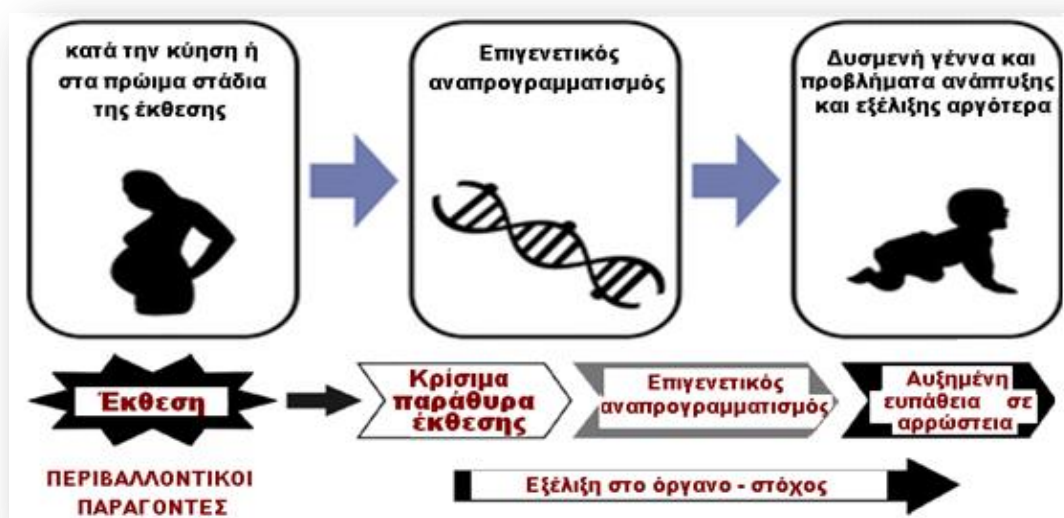 κατά την κύηση ή
στα πρώιμα στάδια
της έκθεσης
Επιγενετικός
αναπρογραμματισμός
Δυσμενή γέννα και
προβλήματα ανάπτυξης
και εξέλιξης αργότερα
Έκθεση
Κρίσιμα
παράθυρα
έκθεσης
Επιγενετικός
αναπρογραμματισμός
Αυξημένη
ευπάθεια σε
αρρώστεια
ΠΕΡΙΒΑΛΛΟΝΤΙΚΟΙ
ΠΑΡΑΓΟΝΤΕΣ
Εξέλιξη στο όργανο - στόχος